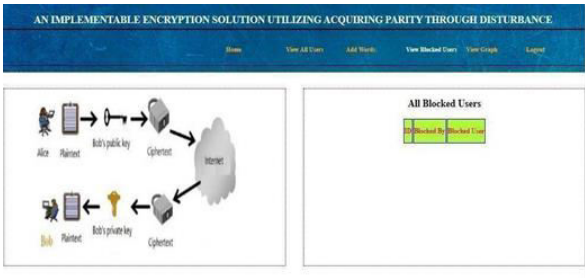 AN IMPLEMENTABLE ENCRYPTION SOLUTION UTILIZING ACQUIRING PARITY THROUGH DISTURBANCE
Home View All Users Add Words View Blocked Users View Graph Logout
Alice Plaintext Bob's public key Ciphertext
Internet
Bob Plaintext Bob's private key Ciphertext
All Blocked Users
ID Blocked By Blocked User